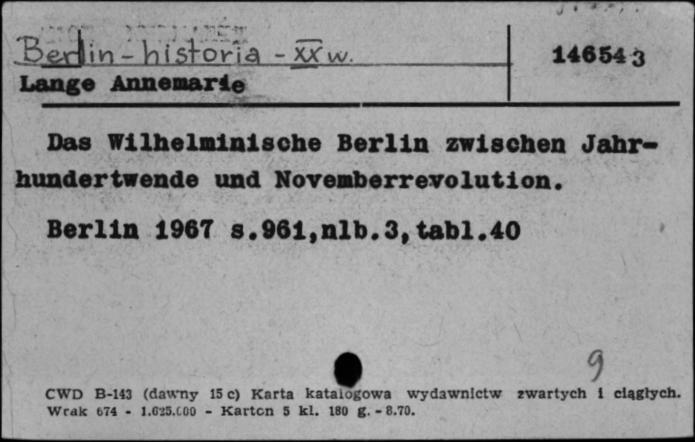 Berlin - historia - XX w.
146543
Lange Annemarie
Das Wilhelminische Berlin zwischen Jahr-
hundertwende und Novemberrevolution.
Berlin 1967 s.961,nlb.3,tabl.40
9
CWD B-143 (dawny 15 c) Karta katalogowa wydawnictw zwartych i ciągłych.
Wrak 674 - 1.625.000 - Karton 5 kl. 180 g. - 8.70.